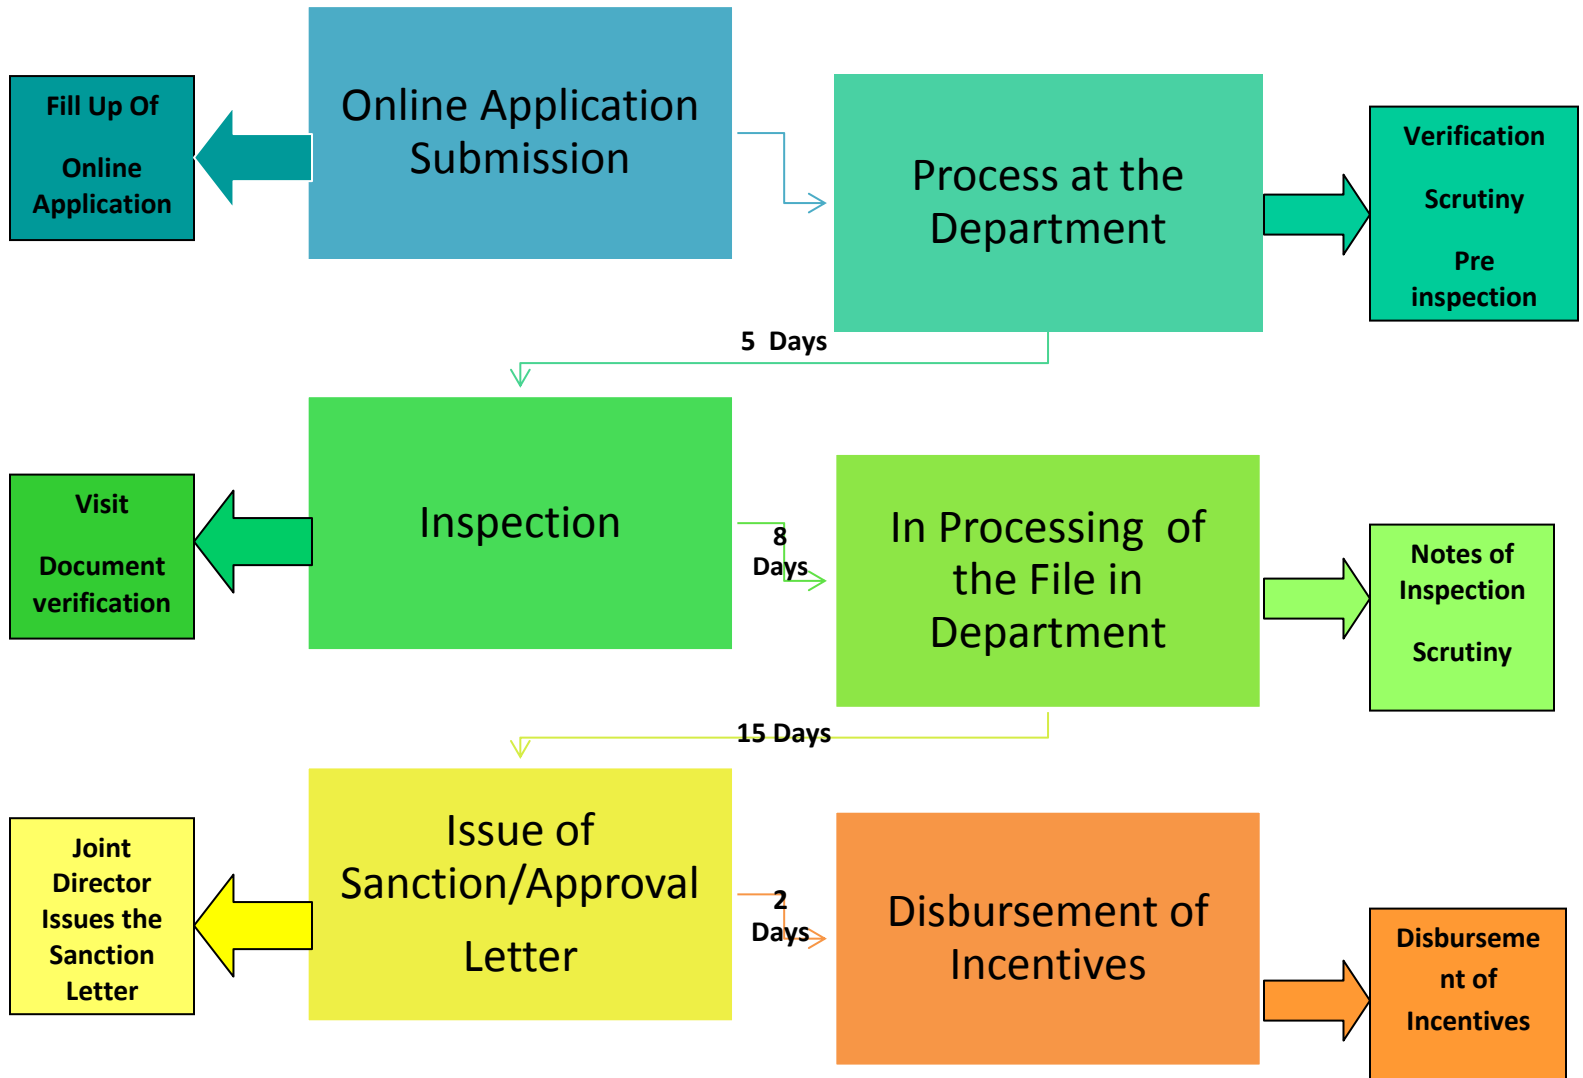 Fill Up Of
Online
Application
Online Application
Submission
Process at the
Department
Verification
Scrutiny
Pre
inspection
5 Days
Visit
Document
verification
Inspection
8
Days
In Processing of
the File in
Department
Notes of
Inspection
Scrutiny
15 Days
Joint
Director
Issues the
Sanction
Letter
Issue of
Sanction/Approval
Letter
2
Days
Disbursement of
Incentives
Disburseme
nt of
Incentives